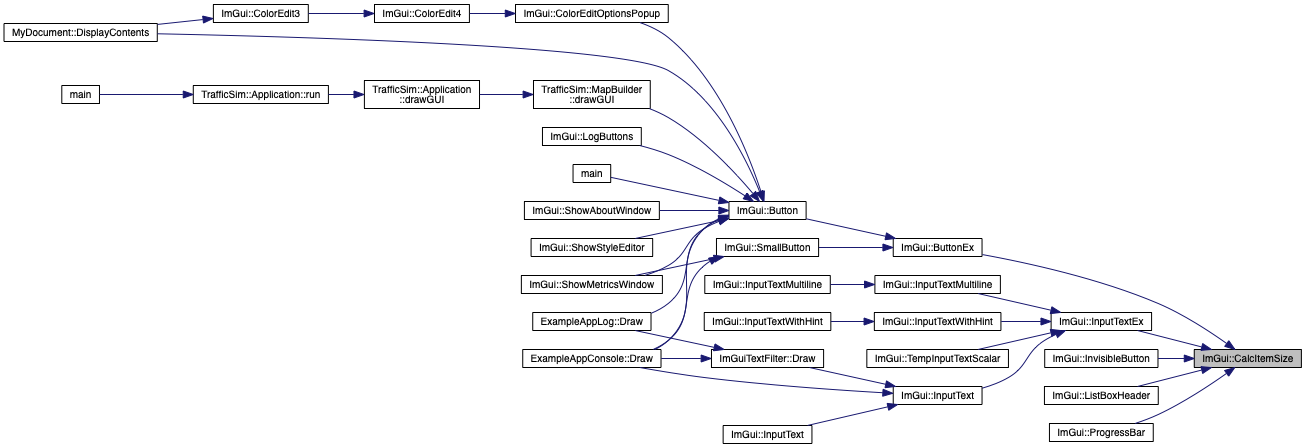 ImGui::ColorEdit3
ImGui::ColorEdit4
ImGui::ColorEditOptionsPopup
MyDocument::DisplayContents
main
TrafficSim::Application::run
TrafficSim::Application
::drawGUI
TrafficSim::MapBuilder
::drawGUI
ImGui::LogButtons
main
ImGui::ShowAboutWindow
ImGui::Button
ImGui::ShowStyleEditor
ImGui::SmallButton
ImGui::ButtonEx
ImGui::ShowMetricsWindow
ImGui::InputTextMultiline
ImGui::InputTextMultiline
ExampleAppLog::Draw
ImGui::InputTextWithHint
ImGui::InputTextWithHint
ImGui::InputTextEx
ExampleAppConsole::Draw
ImGuiTextFilter::Draw
ImGui::TempInputTextScalar
ImGui::InvisibleButton
ImGui::CalcItemSize
ImGui::InputText
ImGui::ListBoxHeader
ImGui::InputText
ImGui::ProgressBar